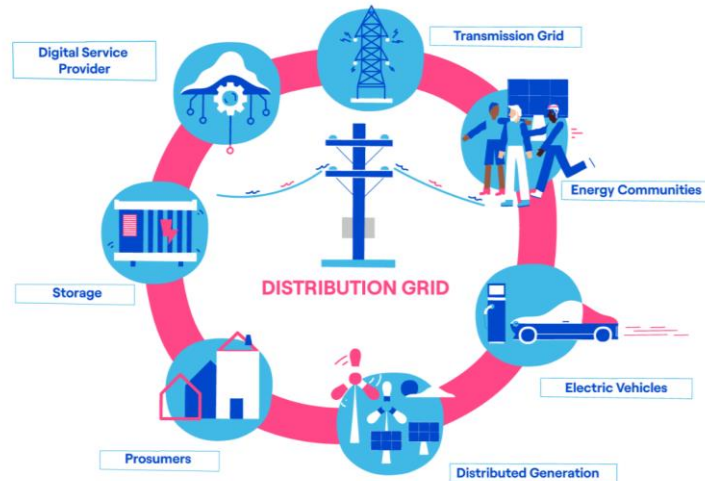 Transmission Grid
Digital Service
Provider
Energy Communities
DISTRIBUTION GRID
Storage
Electric Vehicles
Prosumers
Distributed Generation